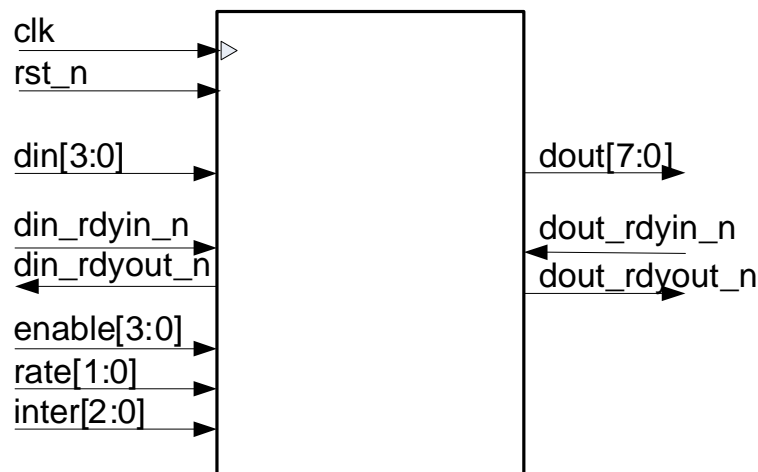 clk
rst_n
din[3:0]
dout[7:0]
din_rdyin_n
dout_rdyin_n
din_rdyout_n
dout_rdyout_n
enable[3:0]
rate[1:0]
inter[2:0]